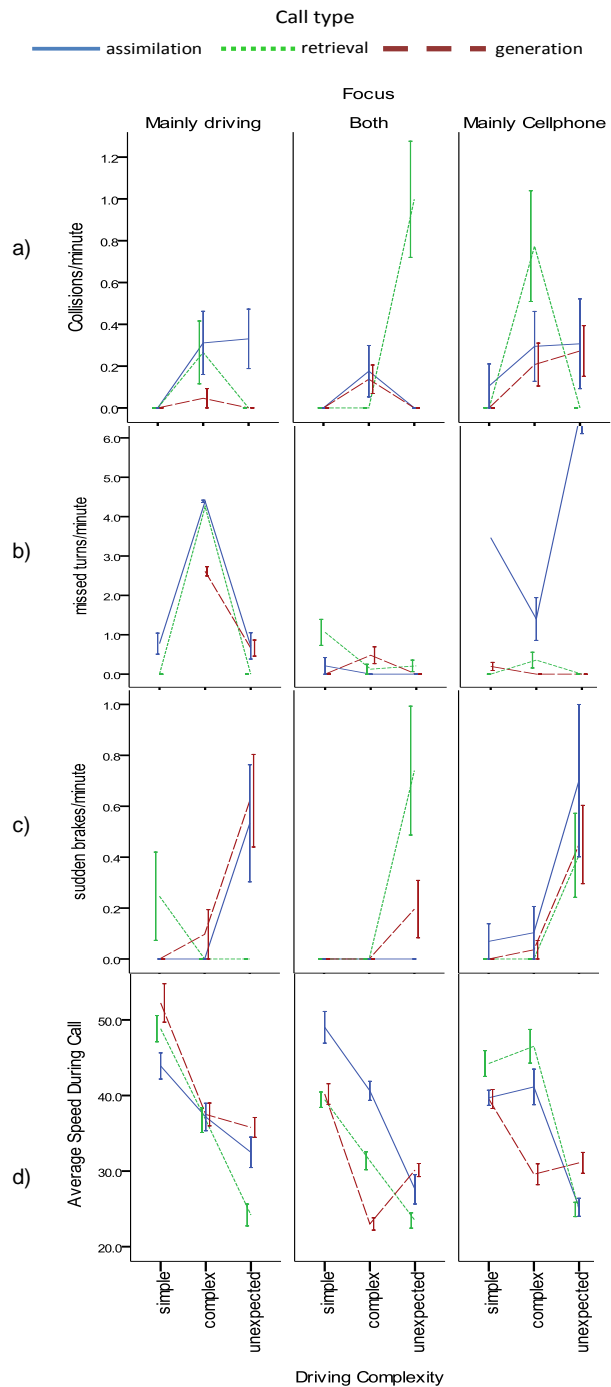 Call type
assimilation retrieval generation
Focus
Mainly driving Both Mainly Cellphone
a)
Collisions/minute
1.2
1.0
0.8
0.6
0.4
0.2
0.0
b)
missed turns/minute
6.0
5.0
4.0
3.0
2.0
1.0
0.0
c)
sudden brakes/minute
1.0
0.8
0.6
0.4
0.2
0.0
d)
Average Speed During Call
50.0
40.0
30.0
20.0
simple complex unexpected simple complex unexpected simple complex unexpected
Driving Complexity